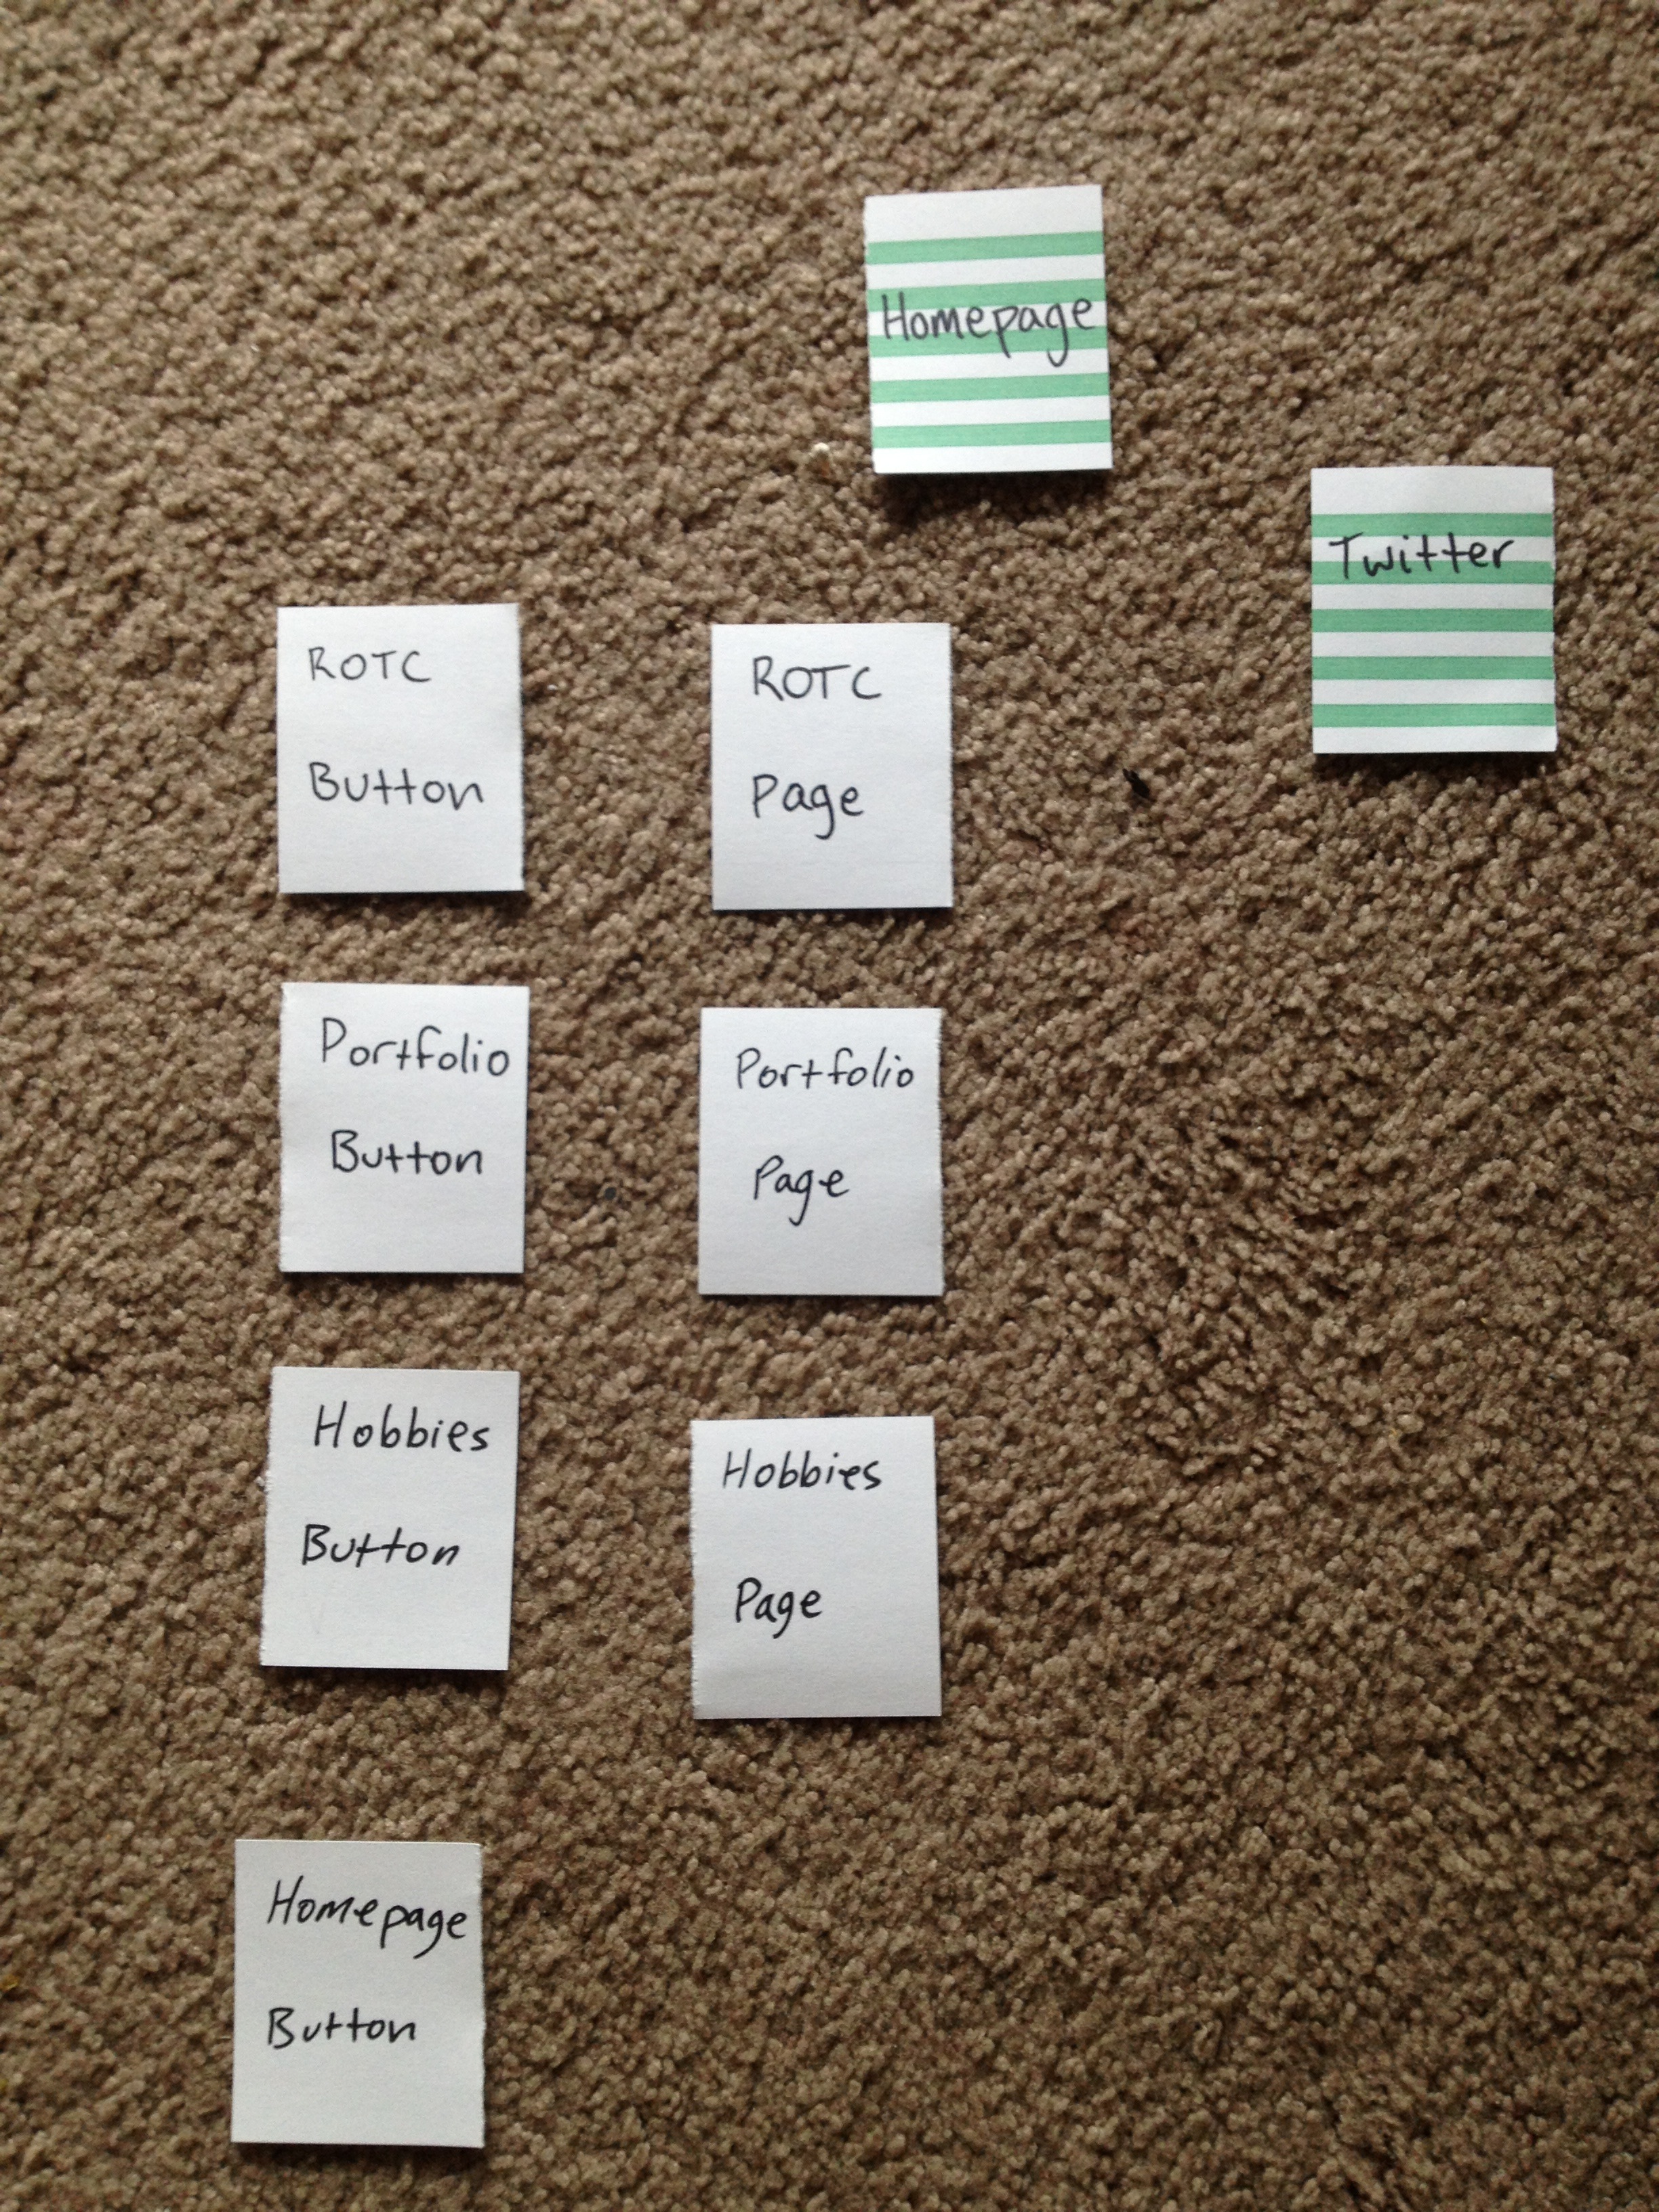 Homepage
Twitter
ROTC
Button
ROTC
Page
Portfolio
Button
Portfolio
Page
Hobbies
Button
Hobbies
Page
Homepage
Button